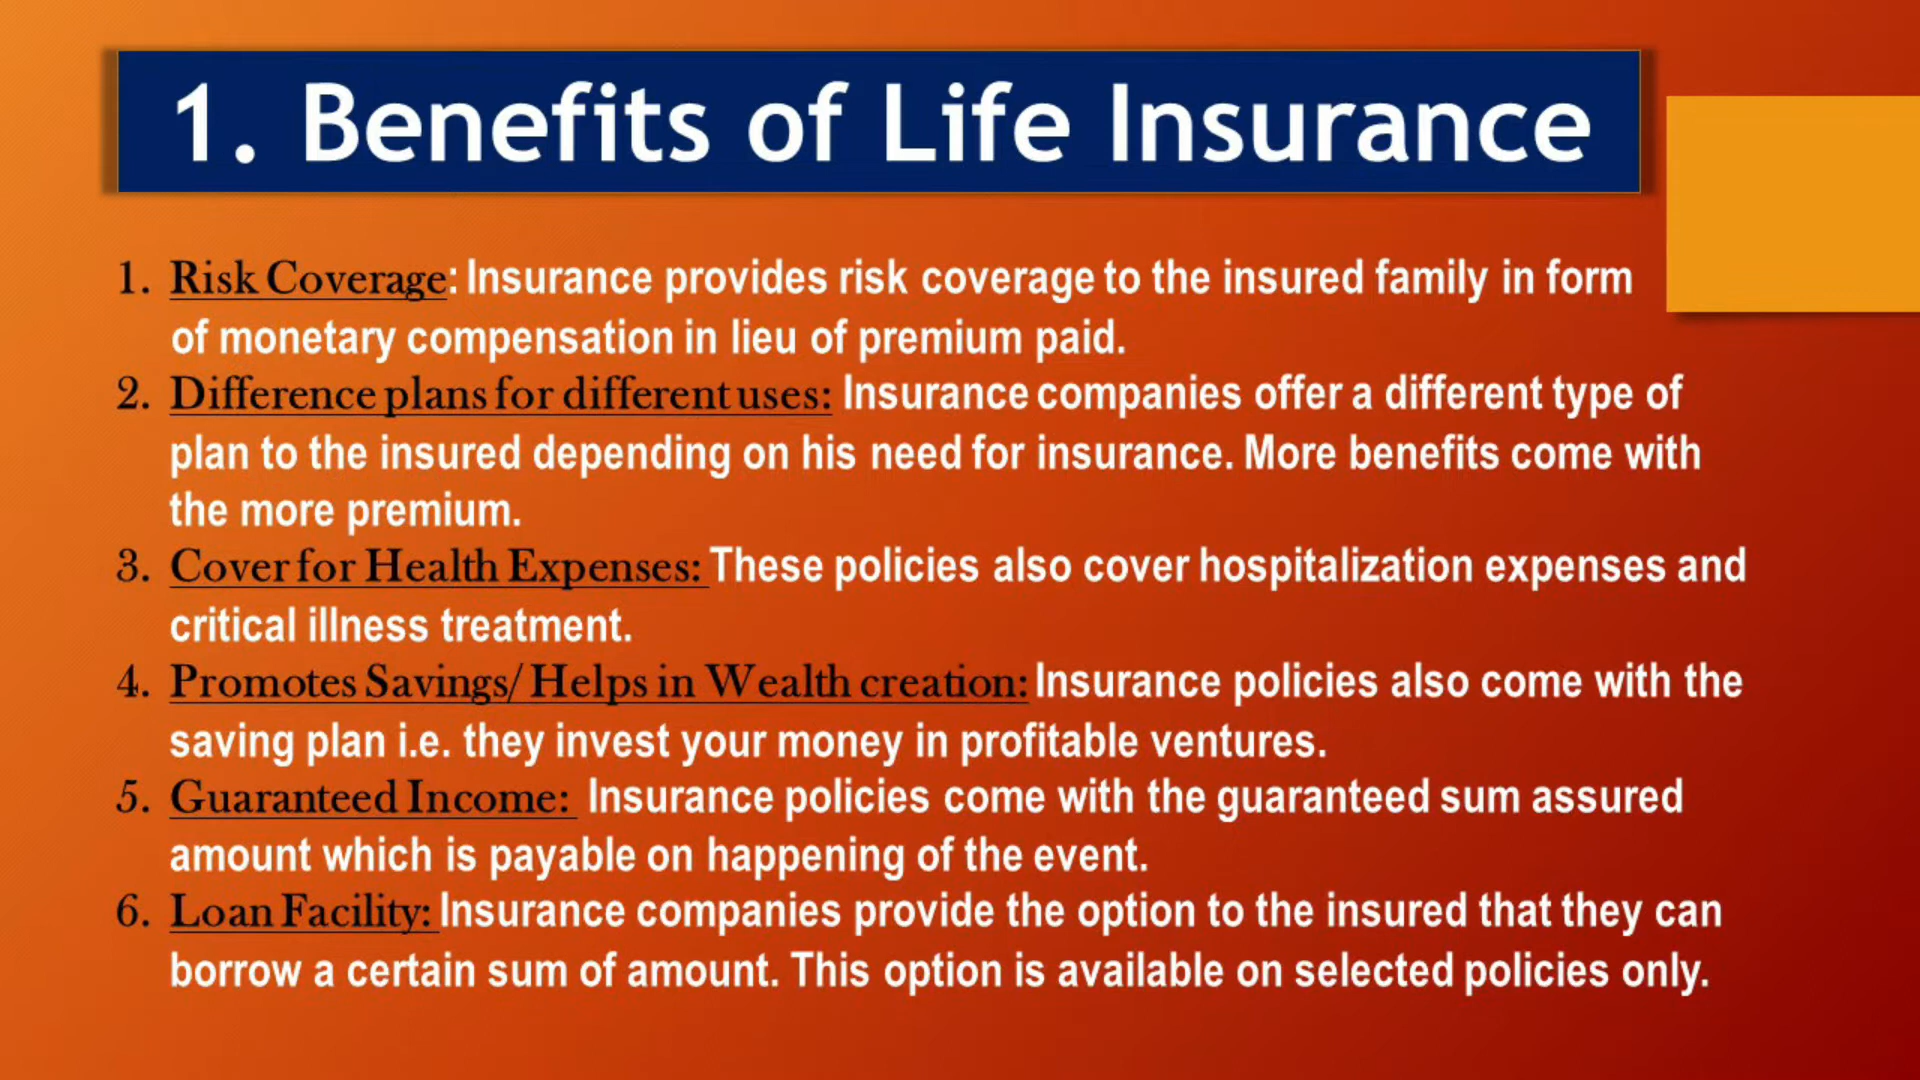 1. Benefits of Life Insurance
1. Risk Coverage: Insurance provides risk coverage to the insured family in form
of monetary compensation in lieu of premium paid.
2. Difference plans for different uses: Insurance companies offer a different type of
plan to the insured depending on his need for insurance. More benefits come with
the more premium.
3. Cover for Health Expenses: These policies also cover hospitalization expenses and
critical illness treatment.
4. Promotes Savings/ Helps in Wealth creation: Insurance policies also come with the
saving plan i.e. they invest your money in profitable ventures.
5. Guaranteed Income: Insurance policies come with the guaranteed sum assured
amount which is payable on happening of the event.
6. Loan Facility: Insurance companies provide the option to the insured that they can
borrow a certain sum of amount. This option is available on selected policies only.